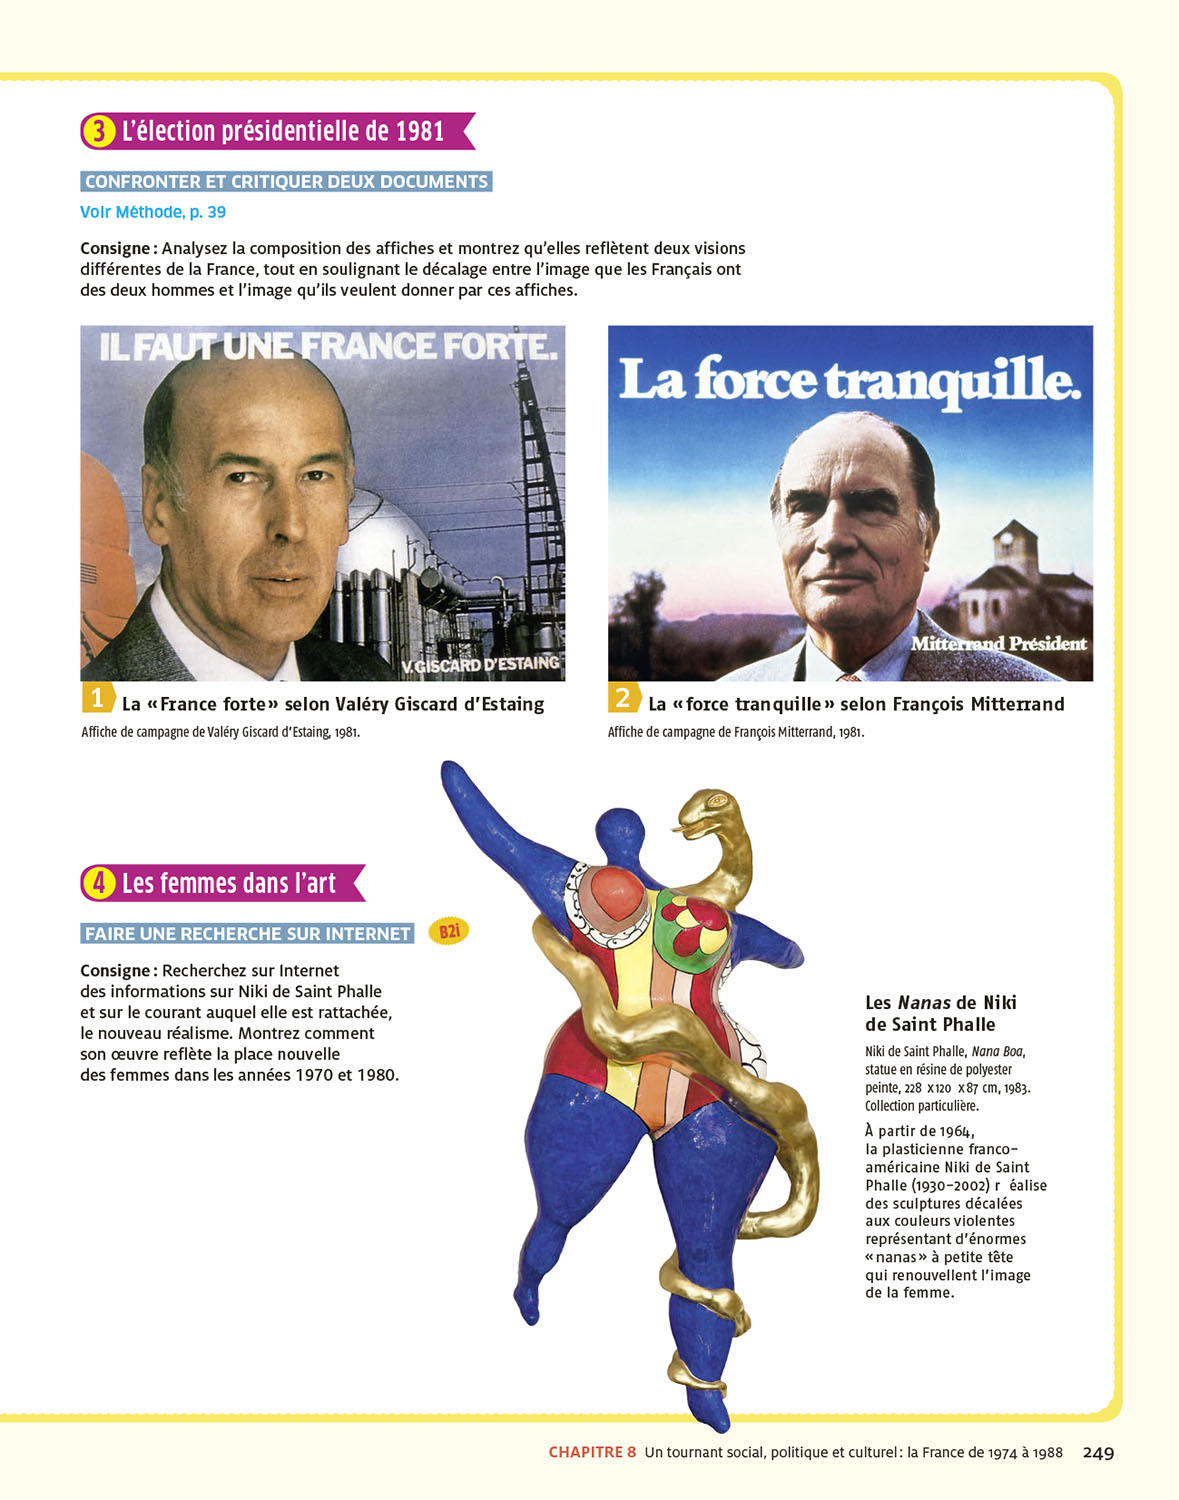 3 L’élection présidentielle de 1981
CONFRONTER ET CRITIQUER DEUX DOCUMENTS
Voir Méthode, p. 39
Consigne : Analysez la composition des affiches et montrez qu’elles reflètent deux visions
différentes de la France, tout en soulignant le décalage entre l’image que les Français ont
des deux hommes et l’image qu’ils veulent donner par ces affiches.
IL FAUT UNE FRANCE FORTE.
V. GISCARD D’ESTAING
1 La « France forte » selon Valéry Giscard d’Estaing
Affiche de campagne de Valéry Giscard d’Estaing, 1981.
La force tranquille.
Mitterrand Président
2 La « force tranquille » selon François Mitterrand
Affiche de campagne de François Mitterrand, 1981.
4 Les femmes dans l’art
FAIRE UNE RECHERCHE SUR INTERNET B2i
Consigne : Recherchez sur Internet
des informations sur Niki de Saint Phalle
et sur le courant auquel elle est rattachée,
le nouveau réalisme. Montrez comment
son œuvre reflète la place nouvelle
des femmes dans les années 1970 et 1980.
Les Nanas de Niki
de Saint Phalle
Niki de Saint Phalle, Nana Boa,
statue en résine de polyester
peinte, 228 x 120 x 87 cm, 1983.
Collection particulière.
À partir de 1964,
la plasticienne franco-
américaine Niki de Saint
Phalle (1930-2002) r éalise
des sculptures décalées
aux couleurs violentes
représentant d’énormes
« nanas » à petite tête
qui renouvellent l’image
de la femme.
CHAPITRE 8 Un tournant social, politique et culturel : la France de 1974 à 1988 249